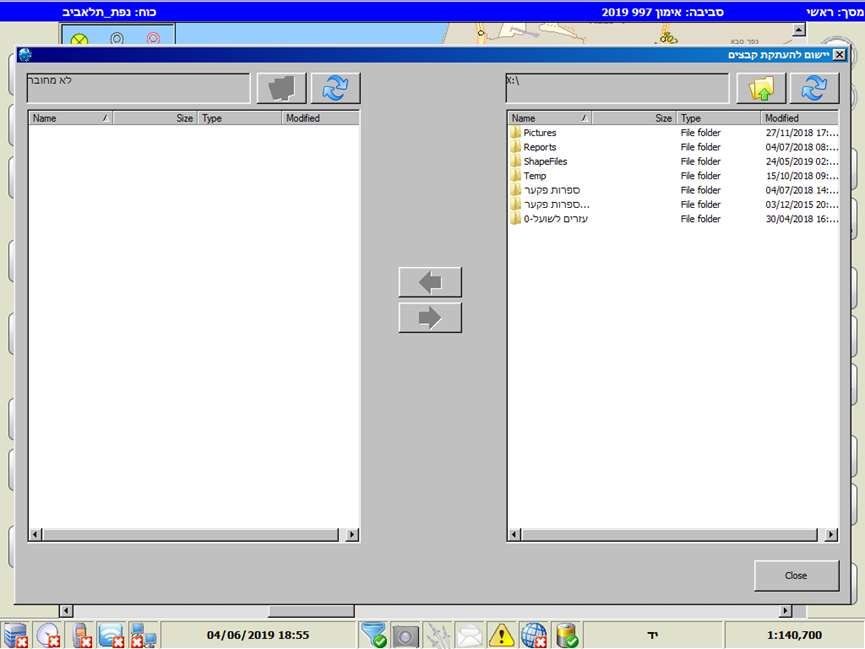 מסך: ראשי
סביבה: אימון 997 2019
כוח: נפת_תלאביב
יישום להעתקת קבצים
לא מחובר
X:\
Name Size Type Modified
Name Size Type Modified
Pictures File folder 27/11/2018 17:...
Reports File folder 04/07/2018 08:...
ShapeFiles File folder 24/05/2019 02:...
Temp File folder 15/10/2018 09:...
ספרות פקער File folder 04/07/2018 14:...
ספרות פקער... File folder 03/12/2015 20:...
עזרים לשועל-0 File folder 30/04/2018 16:...
Close
04/06/2019 18:55
יד
1:140,700